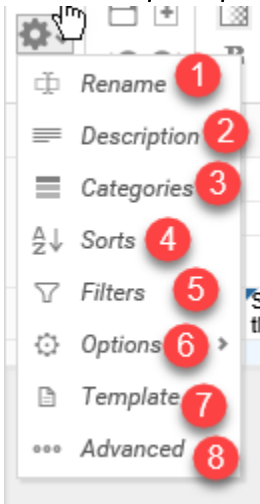 Rename 1
Description 2
Categories 3
Sorts 4
Filters 5
Options 6
Template 7
Advanced 8